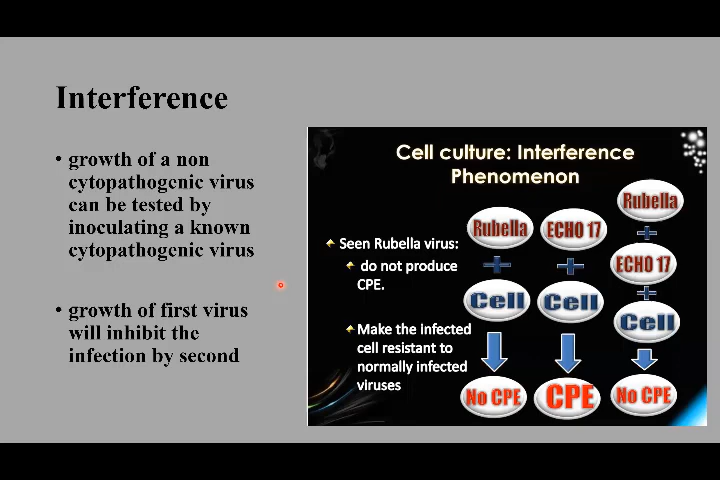 Interference
• growth of a non
cytopathogenic virus
can be tested by
inoculating a known
cytopathogenic virus
• growth of first virus
will inhibit the
infection by second
Cell culture: Interference
Phenomenon
Seen Rubella virus:
do not produce
CPE.
Make the infected
cell resistant to
normally infected
viruses
Rubella
+
Cell
No CPE
ECHO 17
+
Cell
CPE
Rubella
+
ECHO 17
+
Cell
No CPE